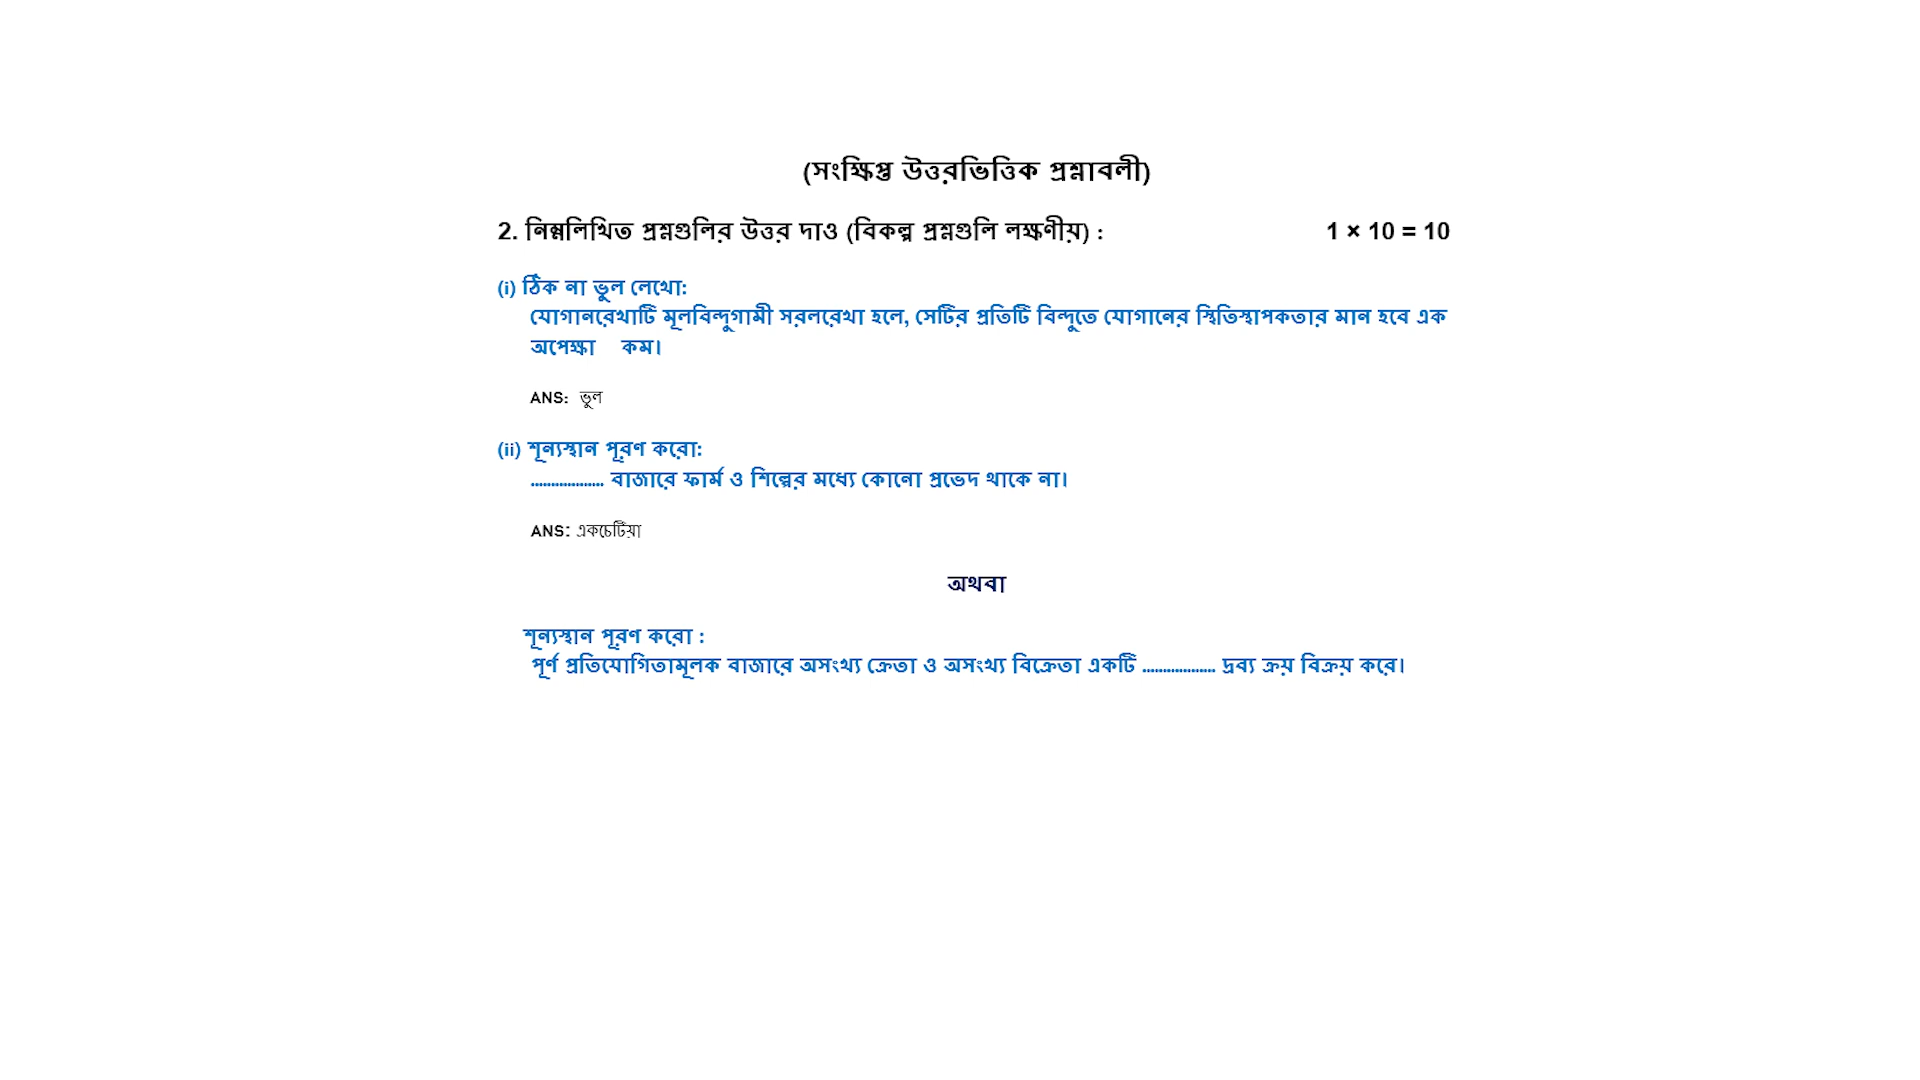 (সংক্ষিপ্ত উত্তরভিত্তিক প্রশ্নাবলী)
2. নিম্নলিখিত প্রশ্নগুলির উত্তর দাও (বিকল্প প্রশ্নগুলি লক্ষণীয়) : 1 × 10 = 10
(i) ঠিক না ভুল লেখো:
যোগানরেখাটি মূলবিন্দুগামী সরলরেখা হলে, সেটির প্রতিটি বিন্দুতে যোগানের স্থিতিস্থাপকতার মান হবে এক
অপেক্ষা কম।
ANS: ভুল
(ii) শূন্যস্থান পূরণ করো:
.................. বাজারে ফার্ম ও শিল্পের মধ্যে কোনো প্রভেদ থাকে না।
ANS: একচেটিয়া
অথবা
শূন্যস্থান পূরণ করো :
পূর্ণ প্রতিযোগিতামূলক বাজারে অসংখ্য ক্রেতা ও অসংখ্য বিক্রেতা একটি .................. দ্রব্য ক্রয় বিক্রয় করে।